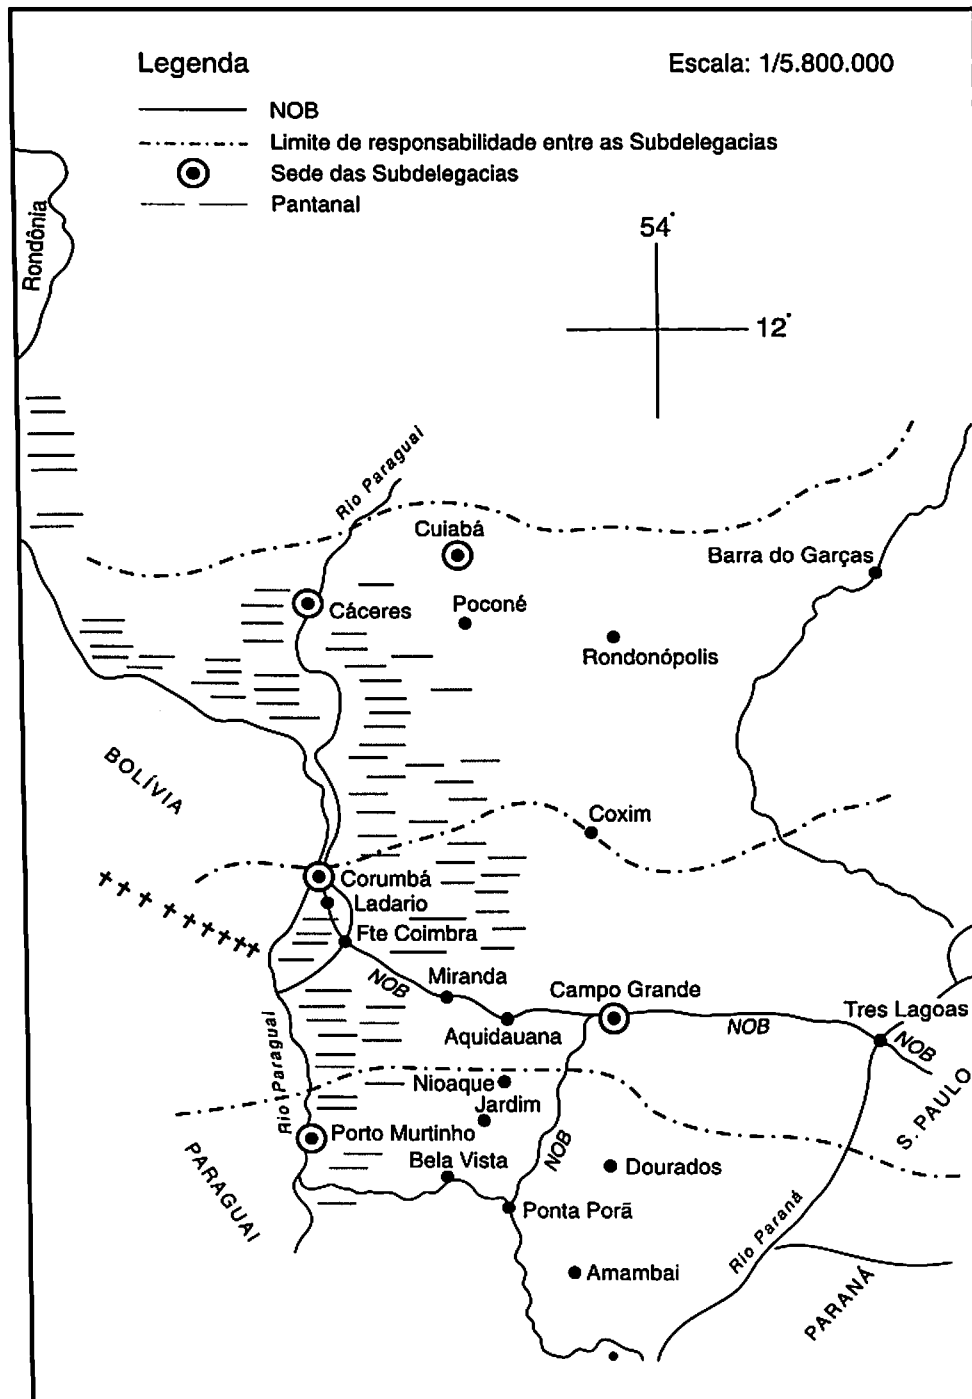 Legenda
Escala: 1/5.800.000
NOB
Limite de responsabilidade entre as Subdelegacias
Sede das Subdelegacias
Pantanal
54°
12°
Rondônia
Rio Paraguai
Cuiabá
Barra do Garças
Cáceres
Poconé
Rondonópolis
BOLÍVIA
Coxim
Corumbá
Ladario
Fte Coimbra
NOB
Miranda
Campo Grande
Tres Lagoas
Aquidauana
NOB
NOB
Rio Paraguai
Nioaque
Jardim
S. PAULO
Porto Murtinho
NOB
Bela Vista
Dourados
PARAGUAI
Ponta Porã
Rio Paraná
Amambai
PARANÁ